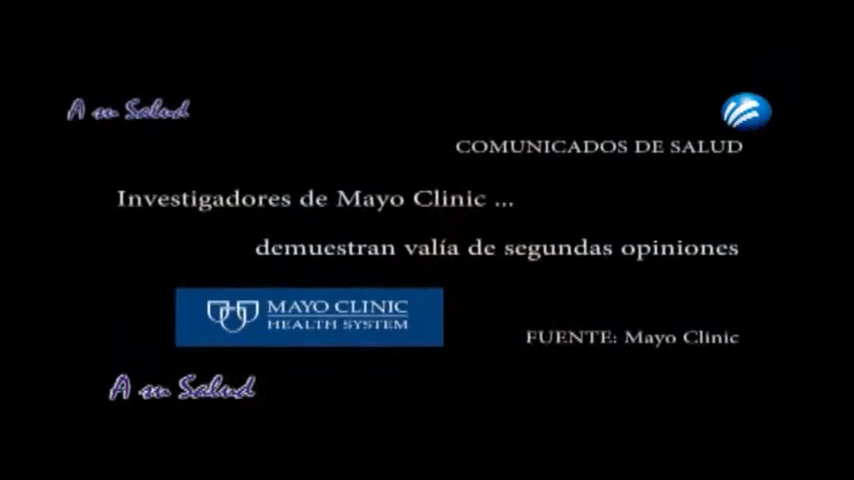 A su Salud
COMUNICADOS DE SALUD
Investigadores de Mayo Clinic ...
demuestran valía de segundas opiniones
MAYO CLINIC
HEALTH SYSTEM
FUENTE: Mayo Clinic
A su Salud